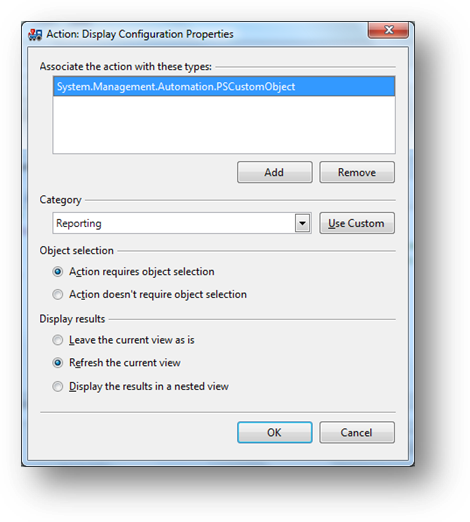 Action: Display Configuration Properties
Associate the action with these types:
System.Management.Automation.PSCustomObject
Add Remove
Category
Reporting Use Custom
Object selection
Action requires object selection
Action doesn't require object selection
Display results
Leave the current view as is
Refresh the current view
Display the results in a nested view
OK Cancel